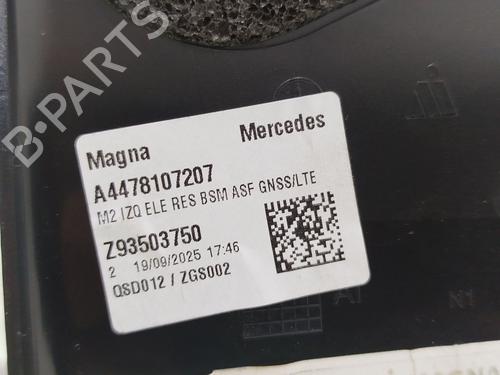 B-PARTS
Magna
Mercedes
A4478107207
M2 IZQ ELE RES BSM ASF GNSS/LTE
Z93503750
2 19/09/2025 17:46
QSD012 / ZGS002